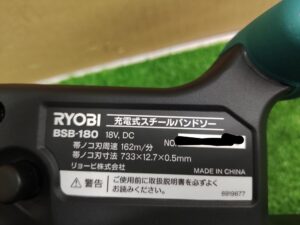 RYOBI 充電式スチールバンドソー
BSB-180 18V, DC
帯ノコ刃周速 162m/分 NO.
帯ノコ刃寸法 733×12.7×0.5mm
リョービ株式会社 MADE IN CHINA
⚠警告 ご使用前に取扱説明書を必ずよく
お読みください。
6919677